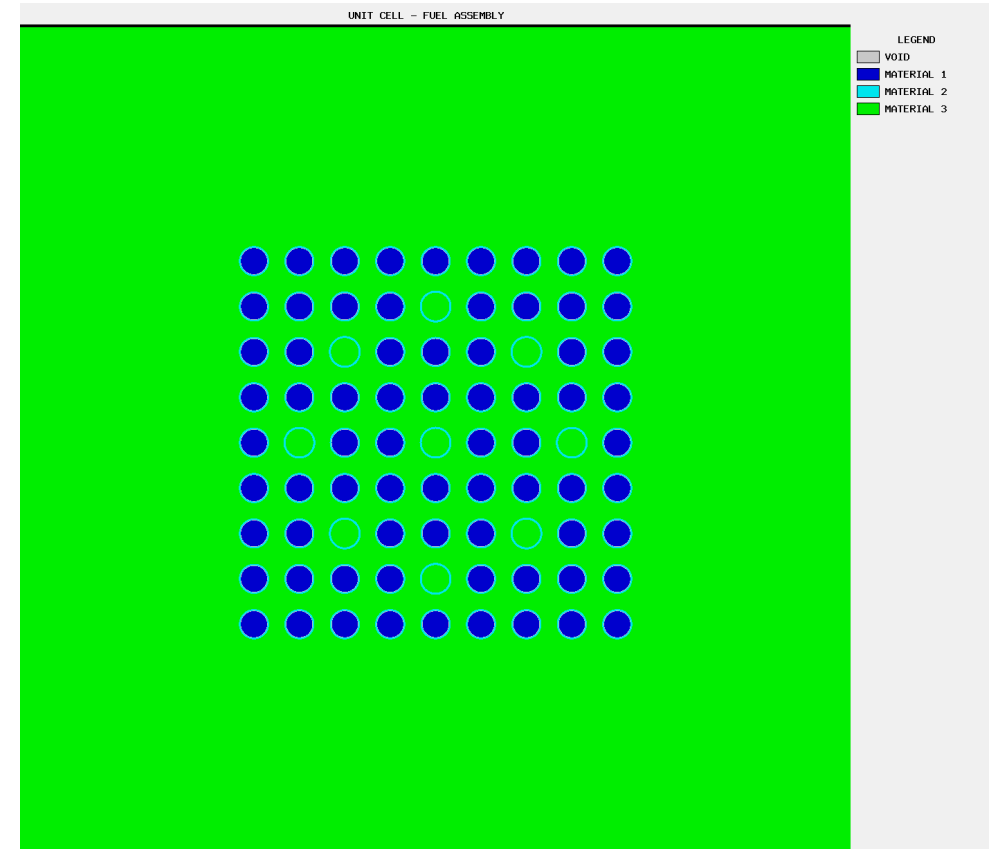 UNIT CELL - FUEL ASSEMBLY
LEGEND
VOID
MATERIAL 1
MATERIAL 2
MATERIAL 3